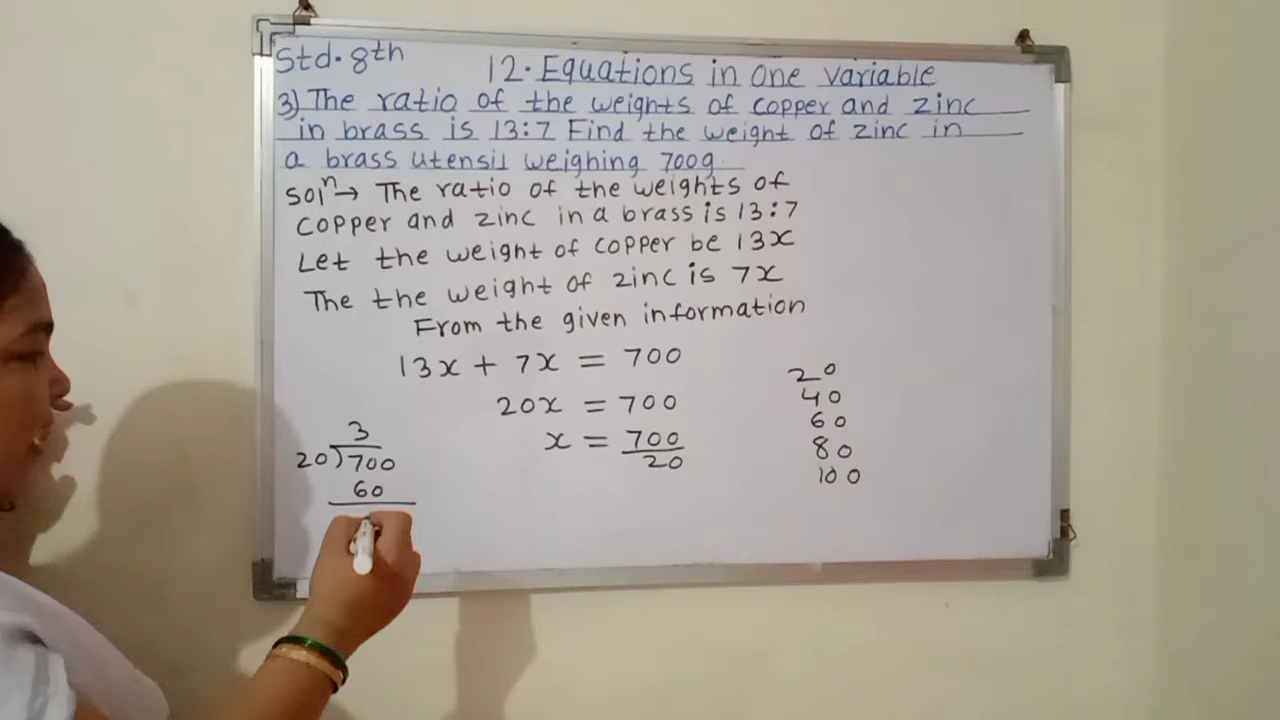 Std. 8th
12. Equations in one variable
3) The ratio of the weights of copper and zinc
in brass is 13:7 Find the weight of zinc in
a brass utensil weighing 700g.
Solⁿ→ The ratio of the weights of
copper and zinc in a brass is 13:7
Let the weight of copper be 13x
The the weight of zinc is 7x
From the given information
13x + 7x = 700
20x = 700
x = 700
20
3
20)700
60
20
40
60
80
100